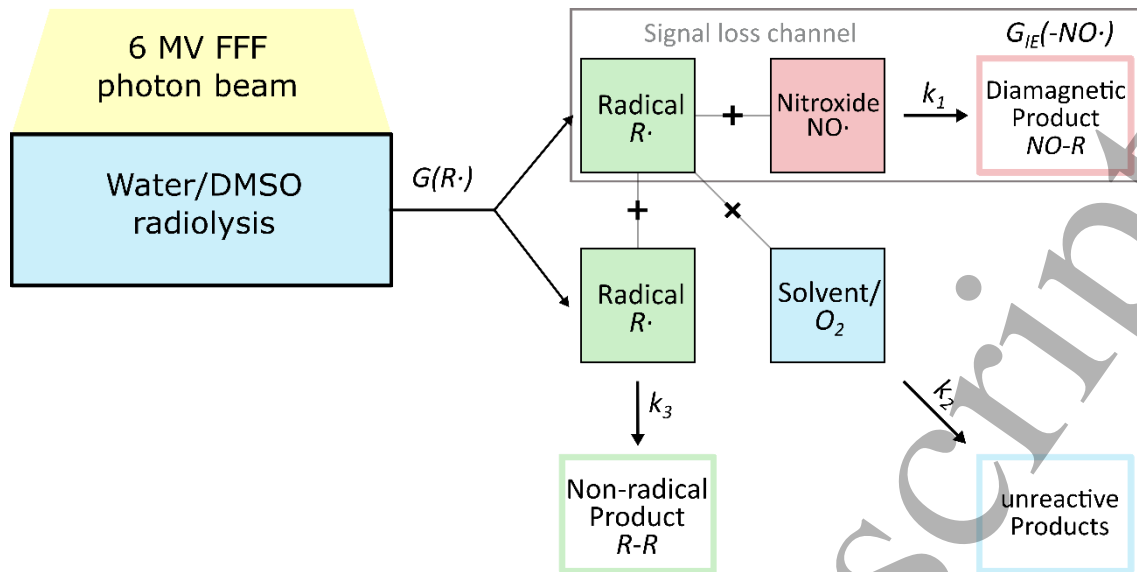 6 MV FFF
photon beam
Water/DMSO
radiolysis
G(R·)
Signal loss channel
G_IE(-NO·)
Radical
R·
+
Nitroxide
NO·
k₁
Diamagnetic
Product
NO-R
+
×
Radical
R·
Solvent/
O₂
k₃
k₂
Non-radical
Product
R-R
unreactive
Products
script